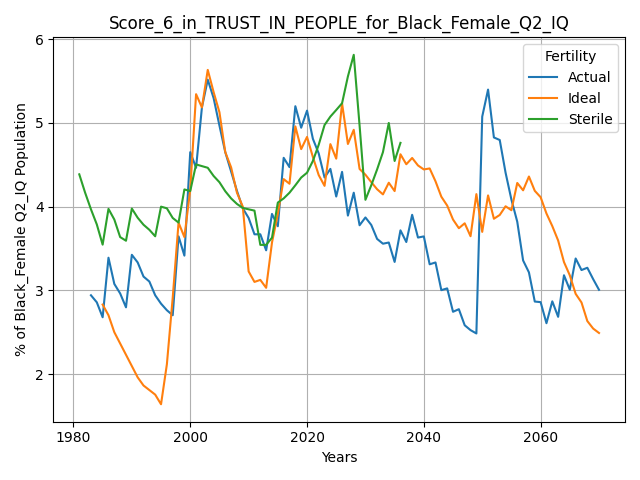 Score_6_in_TRUST_IN_PEOPLE_for_Black_Female_Q2_IQ
% of Black_Female Q2_IQ Population
6
5
4
3
2
Fertility
Actual
Ideal
Sterile
1980
2000
2020
2040
2060
Years